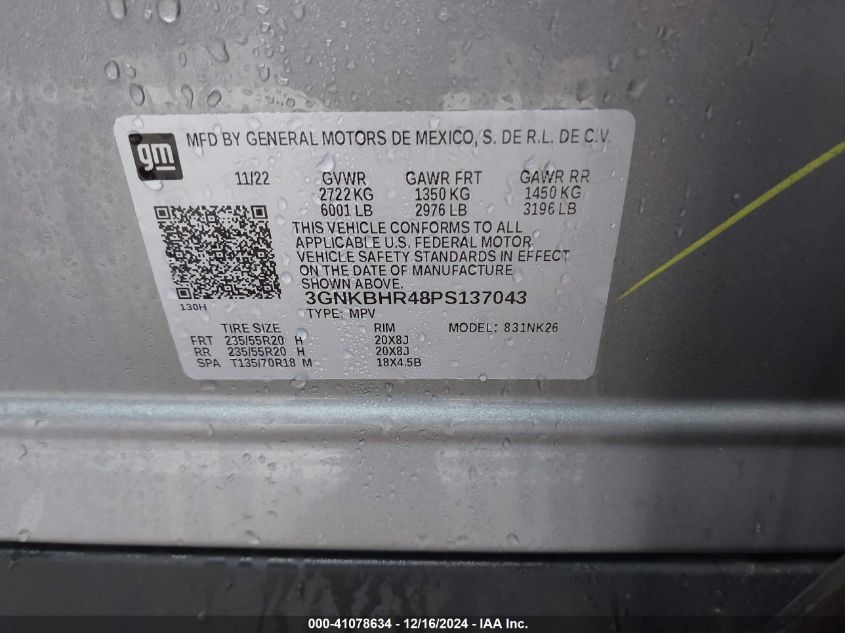 gm
MFD BY GENERAL MOTORS DE MEXICO, S. DE R.L. DE C.V.
11/22 GVWR GAWR FRT GAWR RR
2722 KG 1350 KG 1450 KG
6001 LB 2976 LB 3196 LB
THIS VEHICLE CONFORMS TO ALL
APPLICABLE U.S. FEDERAL MOTOR
VEHICLE SAFETY STANDARDS IN EFFECT
ON THE DATE OF MANUFACTURE
SHOWN ABOVE.
130H 3GNKBHR48PS137043
TYPE: MPV
TIRE SIZE RIM MODEL: 831NK26
FRT 235/55R20 H 20X8J
RR 235/55R20 H 20X8J
SPA T135/70R18 M 18X4.5B
000-41078634 - 12/16/2024 - IAA Inc.